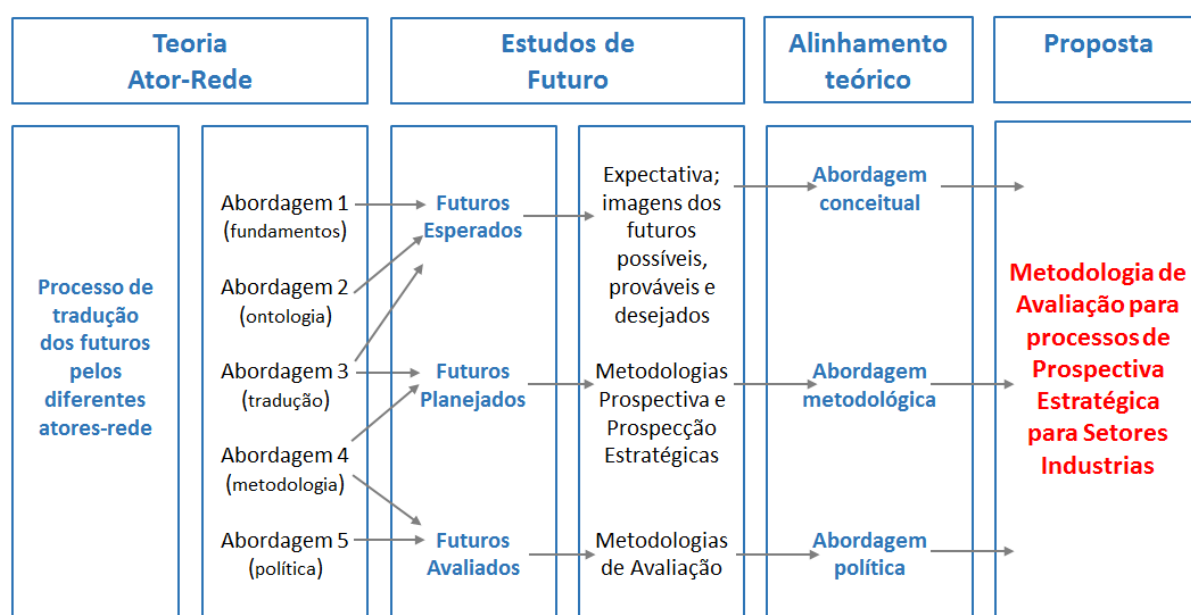 Teoria
Ator-Rede
Estudos de
Futuro
Alinhamento
teórico
Proposta
Processo de
tradução
dos futuros
pelos
diferentes
atores-rede
Abordagem 1
(fundamentos)
Abordagem 2
(ontologia)
Abordagem 3
(tradução)
Abordagem 4
(metodologia)
Abordagem 5
(política)
Futuros
Esperados
Futuros
Planejados
Futuros
Avaliados
Expectativa;
imagens dos
futuros
possíveis,
prováveis e
desejados
Metodologias
Prospectiva e
Prospecção
Estratégicas
Metodologias
de Avaliação
Abordagem
conceitual
Abordagem
metodológica
Abordagem
política
Metodologia de
Avaliação para
processos de
Prospectiva
Estratégica
para Setores
Industrias